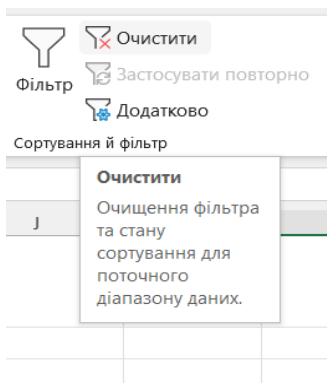 Очистити
Фільтр
Застосувати повторно
Додатково
Сортування й фільтр
Очистити
Очищення фільтра
та стану
сортування для
поточного
діапазону даних.
J